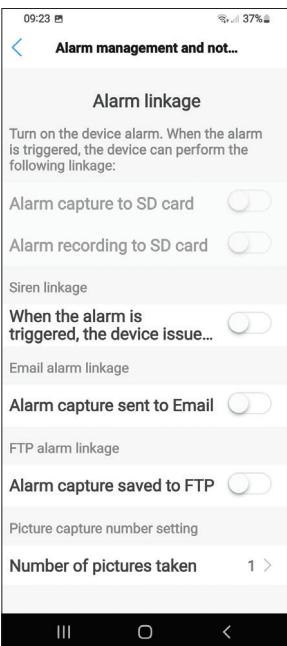 09:23 37%
Alarm management and not...
Alarm linkage
Turn on the device alarm. When the alarm
is triggered, the device can perform the
following linkage:
Alarm capture to SD card
Alarm recording to SD card
Siren linkage
When the alarm is
triggered, the device issue...
Email alarm linkage
Alarm capture sent to Email
FTP alarm linkage
Alarm capture saved to FTP
Picture capture number setting
Number of pictures taken 1